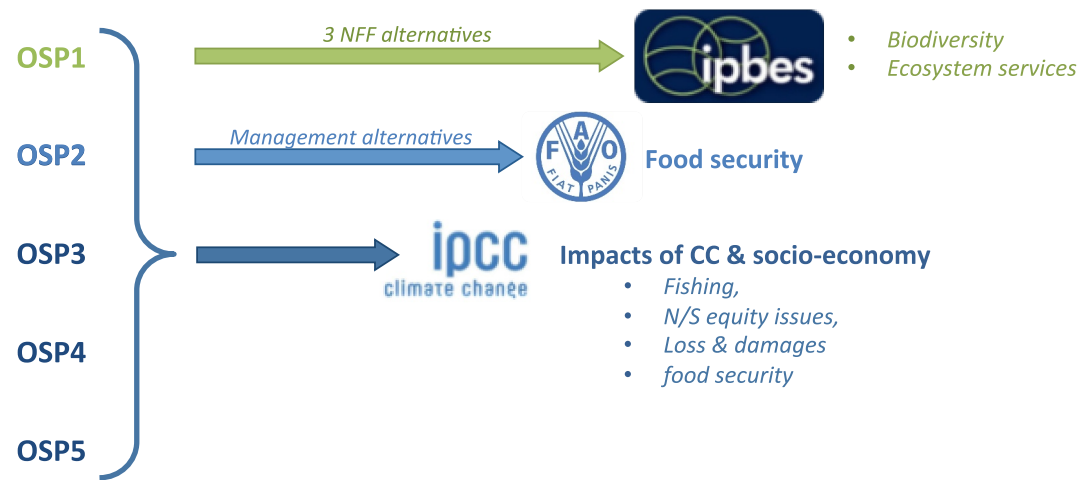 OSP1
3 NFF alternatives
ipbes
• Biodiversity
• Ecosystem services
OSP2
Management alternatives
F A O
FIAT PANIS
Food security
OSP3
ipcc
climate change
Impacts of CC & socio-economy
• Fishing,
• N/S equity issues,
• Loss & damages
• food security
OSP4
OSP5